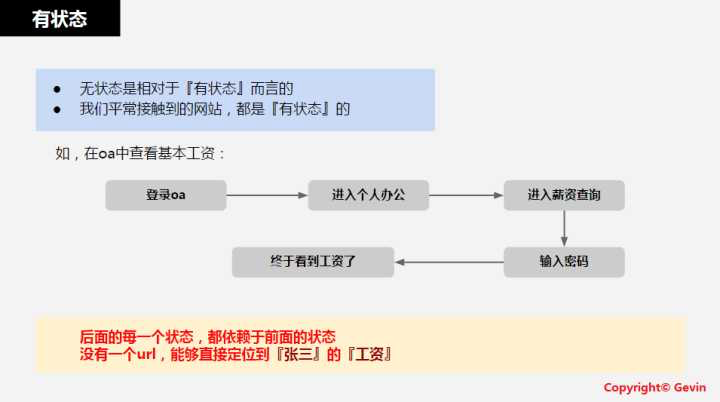 有状态
● 无状态是相对于『有状态』而言的
● 我们平常接触到的网站，都是『有状态』的
如，在oa中查看基本工资：
登录oa
进入个人办公
进入薪资查询
输入密码
终于看到工资了
后面的每一个状态，都依赖于前面的状态
没有一个url，能够直接定位到『张三』的『工资』
Copyright© Gevin